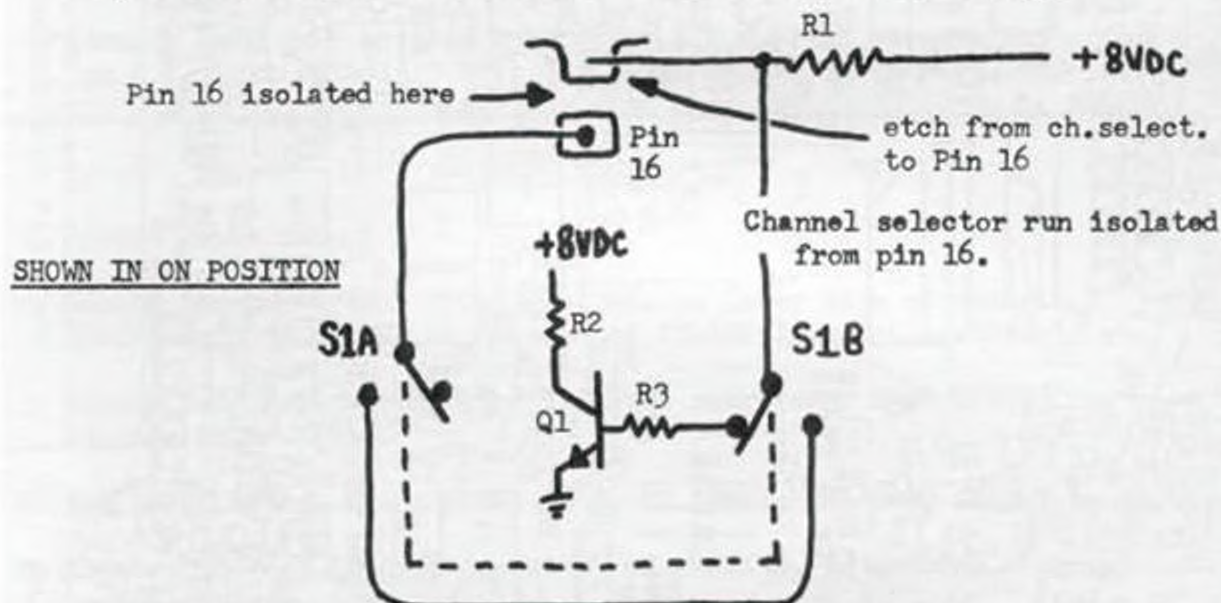 R1
+8VDC
Pin 16 isolated here
Pin
16
etch from ch.select.
to Pin 16
Channel selector run isolated
from pin 16.
+8VDC
SHOWN IN ON POSITION
R2
S1A
S1B
R3
Q1